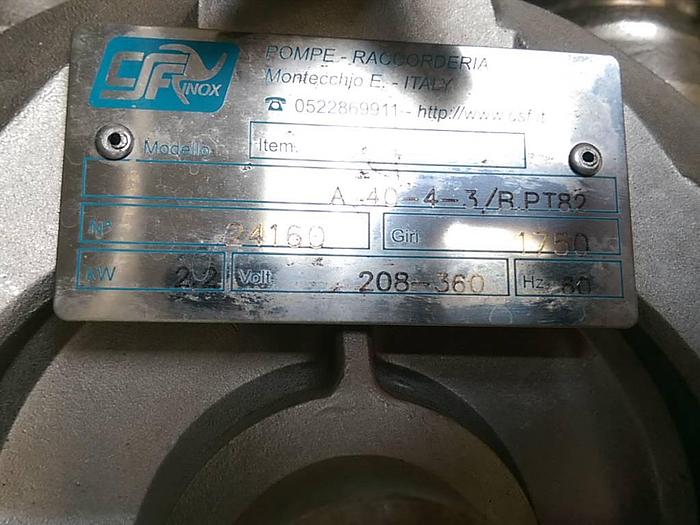 CSF INOX
POMPE - RACCORDERIA
Montecchio E. - ITALY
☎ 0522869911 - http://www.csf.it
Modello
Item.
A 40-4-3/R PT82
N° 24160 Giri 1750
kW 2.2 Volt 208-360 Hz 60